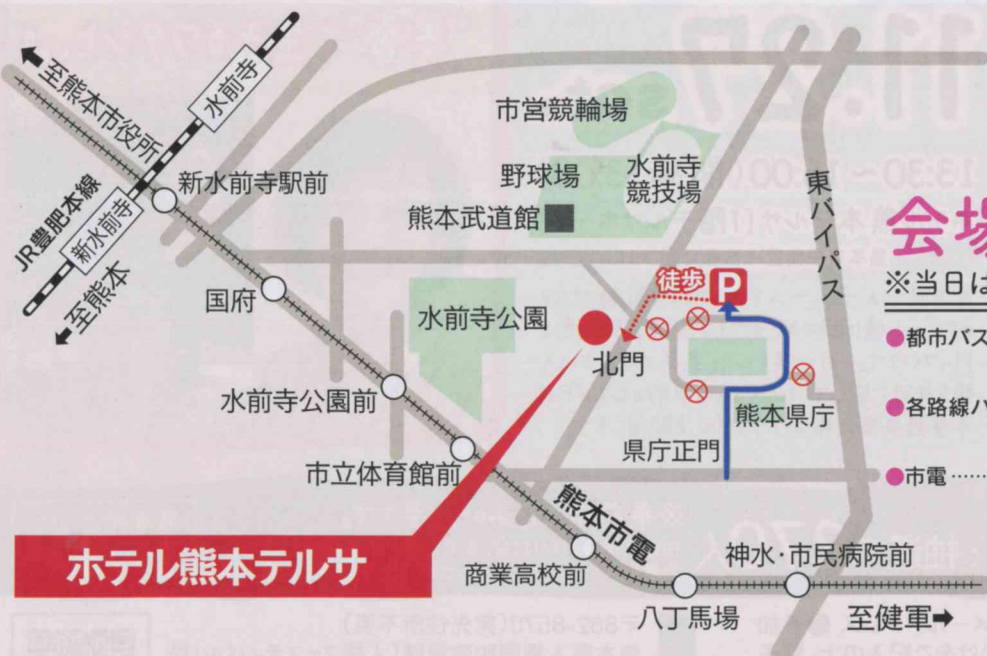 至熊本市役所
水前寺
JR豊肥本線
新水前寺
至熊本
新水前寺駅前
市営競輪場
野球場
水前寺
競技場
熊本武道館
東バイパス
国府
水前寺公園
徒歩
P
北門
水前寺公園前
熊本県庁
県庁正門
市立体育館前
熊本市電
ホテル熊本テルサ
商業高校前
神水・市民病院前
八丁馬場
至健軍
会場
※当日は
●都市バス
●各路線バ
●市電……